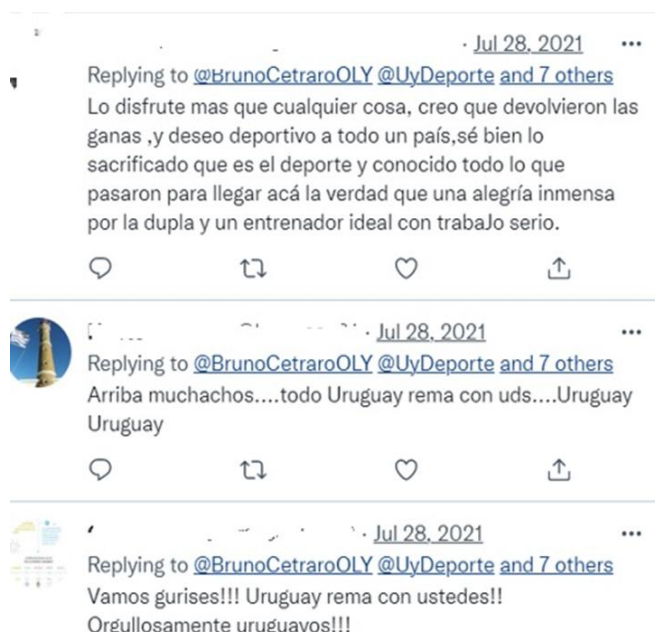 · Jul 28, 2021
Replying to @BrunoCetraroOLY @UyDeporte and 7 others
Lo disfrute mas que cualquier cosa, creo que devolvieron las
ganas ,y deseo deportivo a todo un país,sé bien lo
sacrificado que es el deporte y conocido todo lo que
pasaron para llegar acá la verdad que una alegría inmensa
por la dupla y un entrenador ideal con trabaJo serio.
· Jul 28, 2021
Replying to @BrunoCetraroOLY @UyDeporte and 7 others
Arriba muchachos....todo Uruguay rema con uds....Uruguay
Uruguay
· Jul 28, 2021
Replying to @BrunoCetraroOLY @UyDeporte and 7 others
Vamos gurises!!! Uruguay rema con ustedes!!
Orgullosamente uruguayos!!!